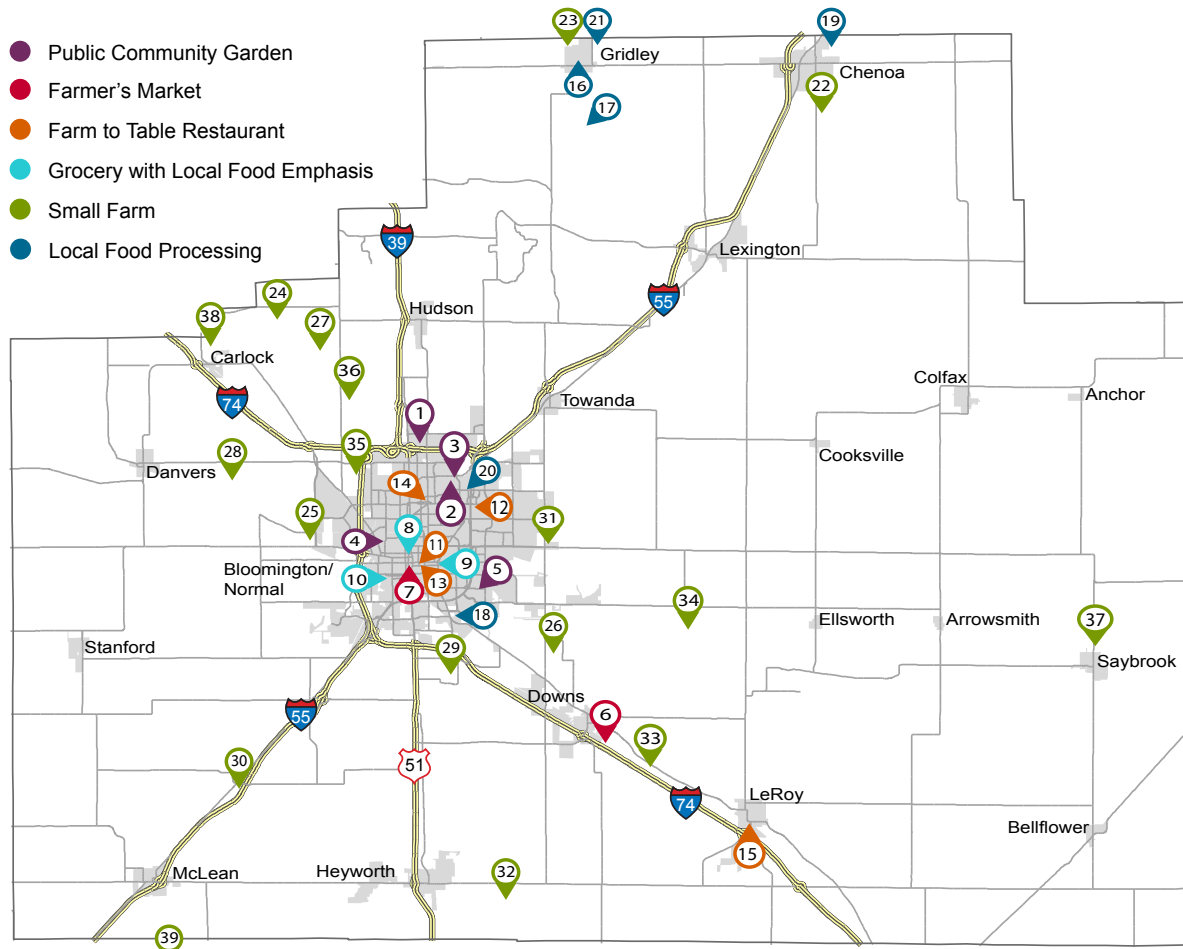 Public Community Garden
Farmer's Market
Farm to Table Restaurant
Grocery with Local Food Emphasis
Small Farm
Local Food Processing
23
21
19
Gridley
Chenoa
16
22
17
39
Lexington
24
55
38
27
Hudson
Carlock
36
74
Towanda
Colfax
Anchor
1
35
3
Cooksville
28
Danvers
20
14
2
12
25
8
31
4
11
9
5
Bloomington/
Normal
10
7
13
34
18
26
Ellsworth
Arrowsmith
37
Stanford
29
Saybrook
Downs
55
6
33
30
51
LeRoy
74
Bellflower
15
McLean
Heyworth
32
39